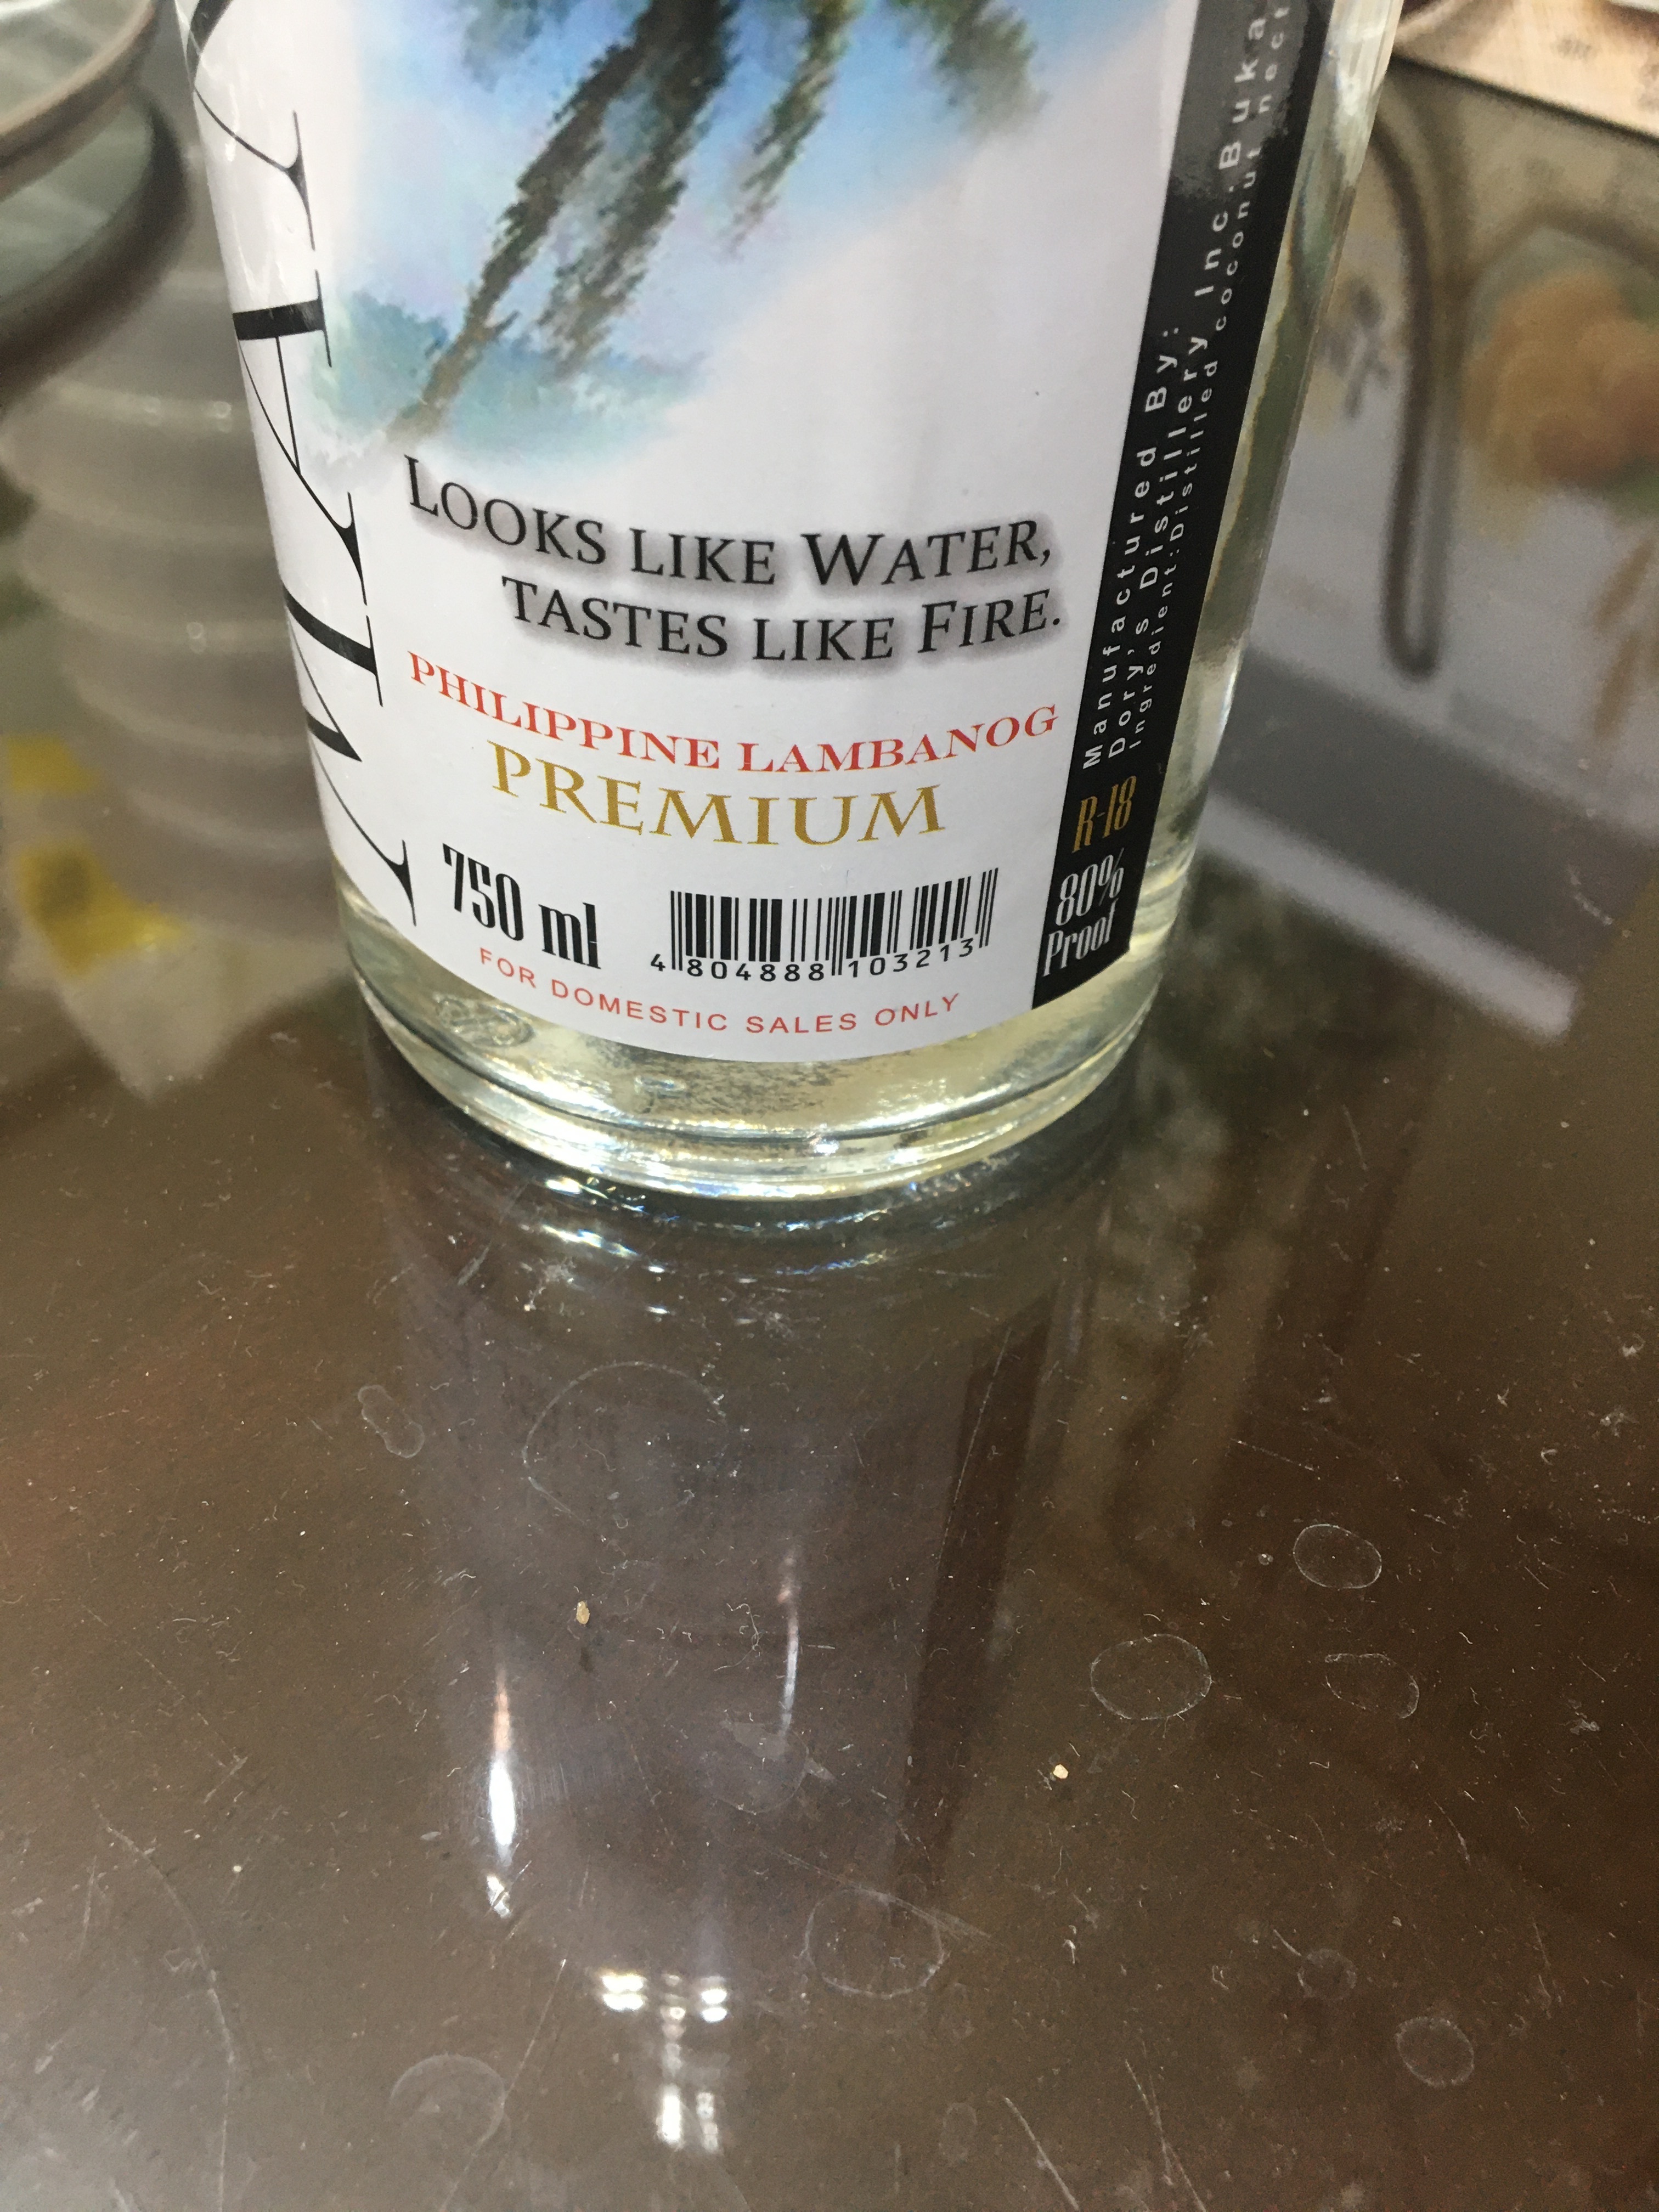 LOOKS LIKE WATER,
TASTES LIKE FIRE.
PHILIPPINE LAMBANOG
PREMIUM
750 ml
4 804888 103213
FOR DOMESTIC SALES ONLY
Manufactured By:
Dory's Distillery Inc.
Ingredient: Distilled coconut
R-18
80%
Proof